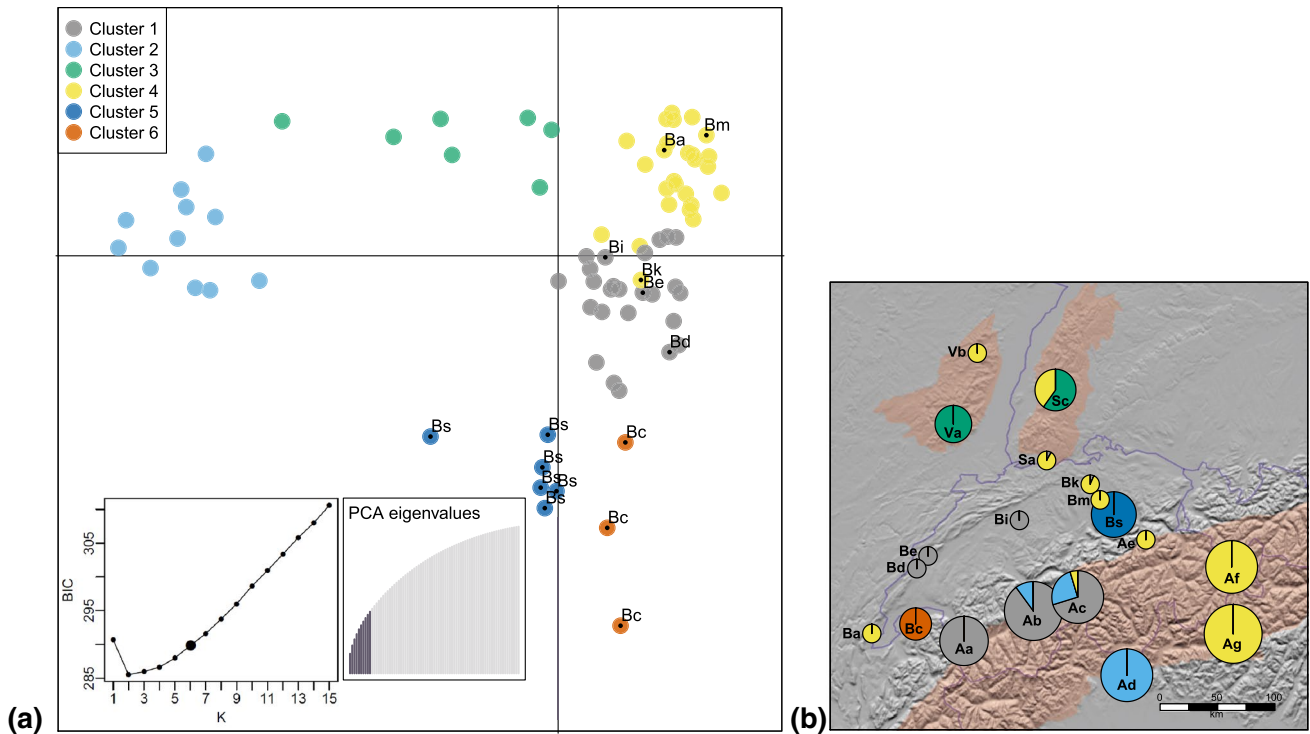 Cluster 1
Cluster 2
Cluster 3
Cluster 4
Cluster 5
Cluster 6
Bm
Ba
Bi
Bk
Be
Bd
Bs
Bs
Bc
Bs
Bs
Bs
Bs
Bc
Bc
BIC
305
295
285
1 3 5 7 9 11 13 15
K
PCA eigenvalues
(a)
Vb
Sc
Va
Sa
Bk
Bm
Bs
Bi
Ae
Be
Bd
Af
Ac
Ab
Bc
Ba
Aa
Ag
Ad
0 50 100
km
(b)